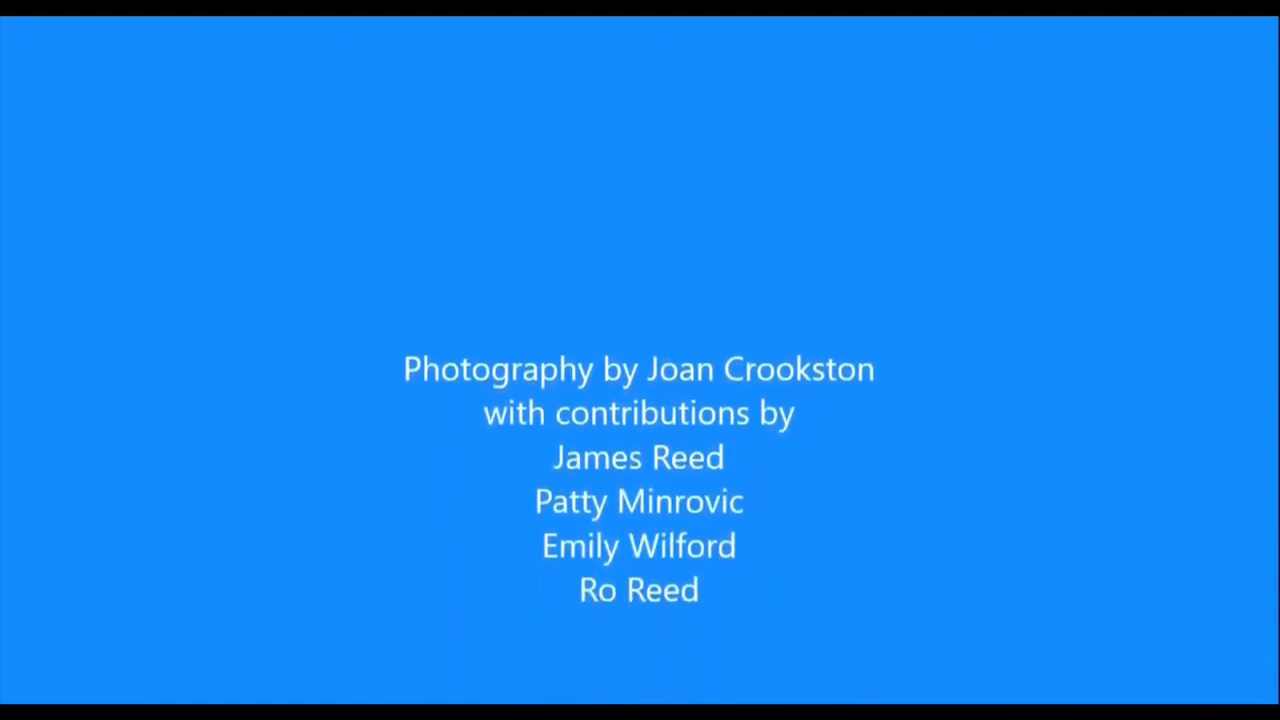 Photography by Joan Crookston
with contributions by
James Reed
Patty Minrovic
Emily Wilford
Ro Reed